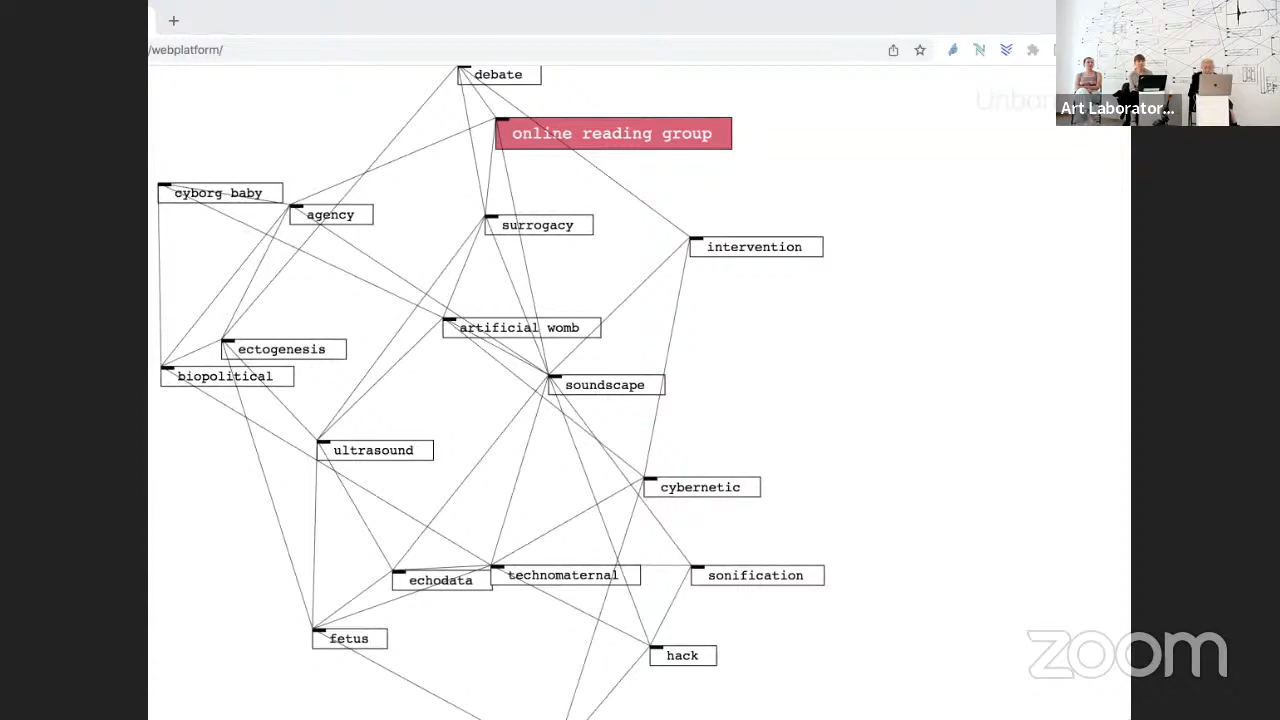 +
/webplatform/
debate
Art Laborator...
online reading group
cyborg baby
agency
surrogacy
intervention
artificial womb
ectogenesis
biopolitical
soundscape
ultrasound
cybernetic
echodata
technomaternal
sonification
fetus
hack
zoom